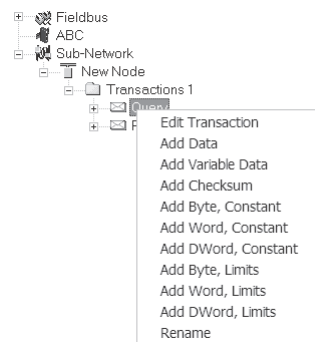 Fieldbus
ABC
Sub-Network
New Node
Transactions 1
Query
Edit Transaction
Add Data
Add Variable Data
Add Checksum
Add Byte, Constant
Add Word, Constant
Add DWord, Constant
Add Byte, Limits
Add Word, Limits
Add DWord, Limits
Rename